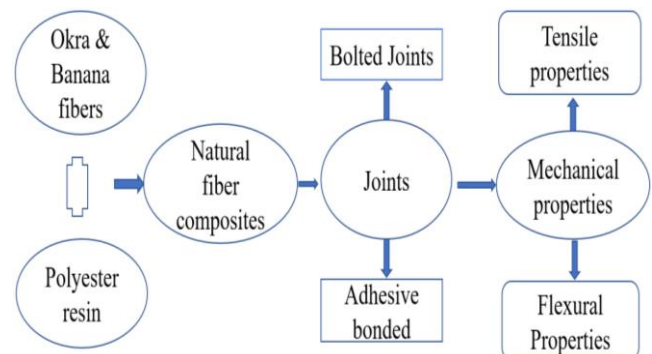 Okra &
Banana
fibers
Polyester
resin
Natural
fiber
composites
Bolted Joints
Joints
Adhesive
bonded
Tensile
properties
Mechanical
properties
Flexural
Properties